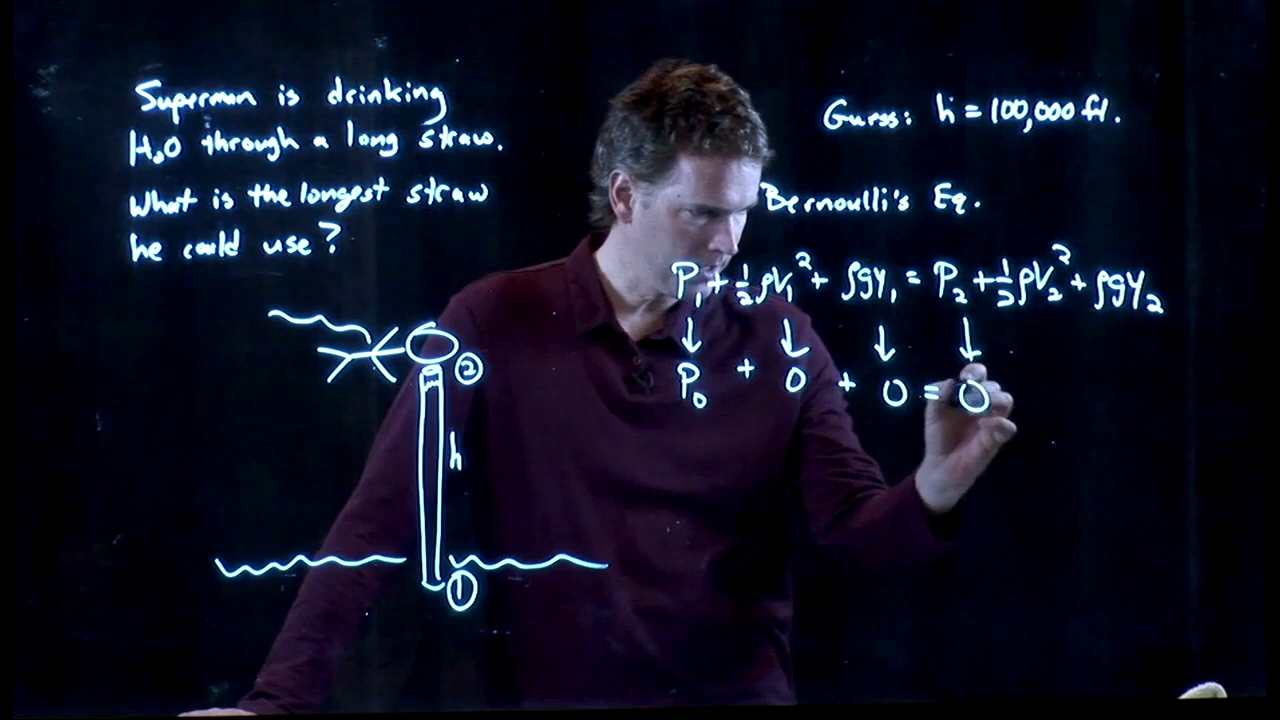 Superman is drinking
H₂O through a long straw.
What is the longest straw
he could use?
②
h
①
Guess: h = 100,000 ft.
Bernoulli's Eq.
P₁ + ½ρV₁² + ρgY₁ = P₂ + ½ρV₂² + ρgY₂
↓ ↓ ↓ ↓
P₀ + 0 + 0 = 0